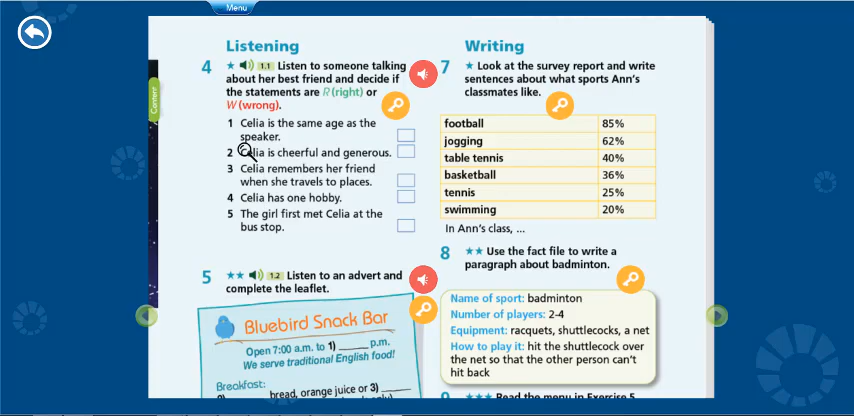 Menu
Content
Listening
4 ★ 1.1 Listen to someone talking
about her best friend and decide if
the statements are R (right) or
W (wrong).
1 Celia is the same age as the
speaker.
2 Celia is cheerful and generous.
3 Celia remembers her friend
when she travels to places.
4 Celia has one hobby.
5 The girl first met Celia at the
bus stop.
5 ★★ 1.2 Listen to an advert and
complete the leaflet.
Bluebird Snack Bar
Open 7:00 a.m. to 1) _____ p.m.
We serve traditional English food!
Breakfast:
2) _____ bread, orange juice or 3) _____
Writing
7 ★ Look at the survey report and write
sentences about what sports Ann's
classmates like.
football 85%
jogging 62%
table tennis 40%
basketball 36%
tennis 25%
swimming 20%
In Ann's class, ...
8 ★★ Use the fact file to write a
paragraph about badminton.
Name of sport: badminton
Number of players: 2-4
Equipment: racquets, shuttlecocks, a net
How to play it: hit the shuttlecock over
the net so that the other person can't
hit back
9 ★★★ Read the menu in Exercise 5